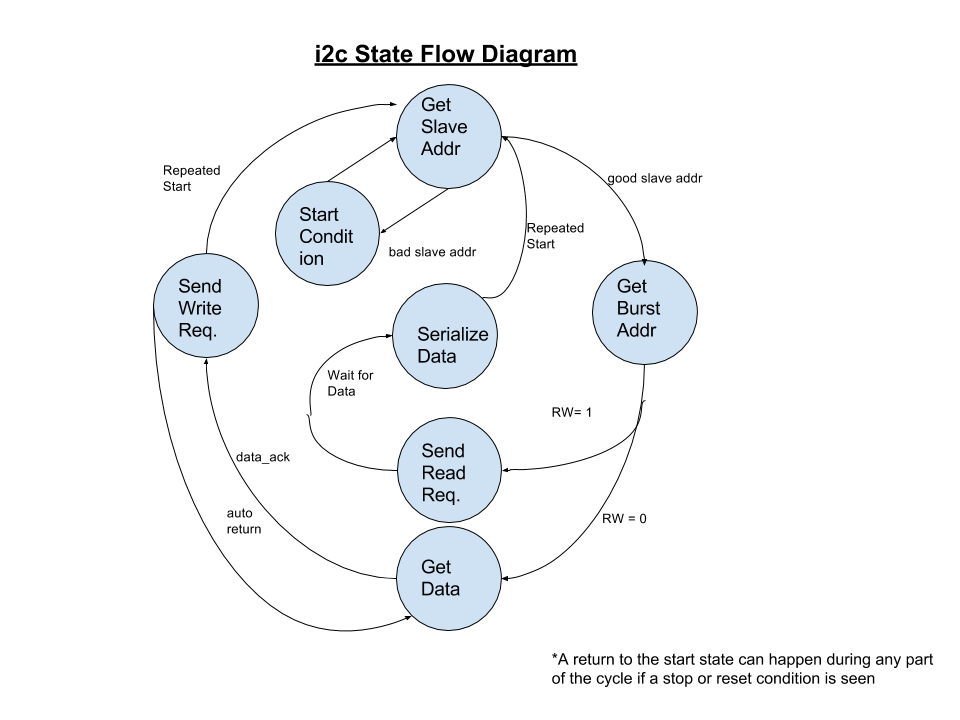 i2c State Flow Diagram
Get
Slave
Addr
Repeated
Start
good slave addr
Start
Condit
ion
bad slave addr
Repeated
Start
Send
Write
Req.
Get
Burst
Addr
Serialize
Data
Wait for
Data
RW= 1
Send
Read
Req.
data_ack
auto
return
RW = 0
Get
Data
*A return to the start state can happen during any part
of the cycle if a stop or reset condition is seen